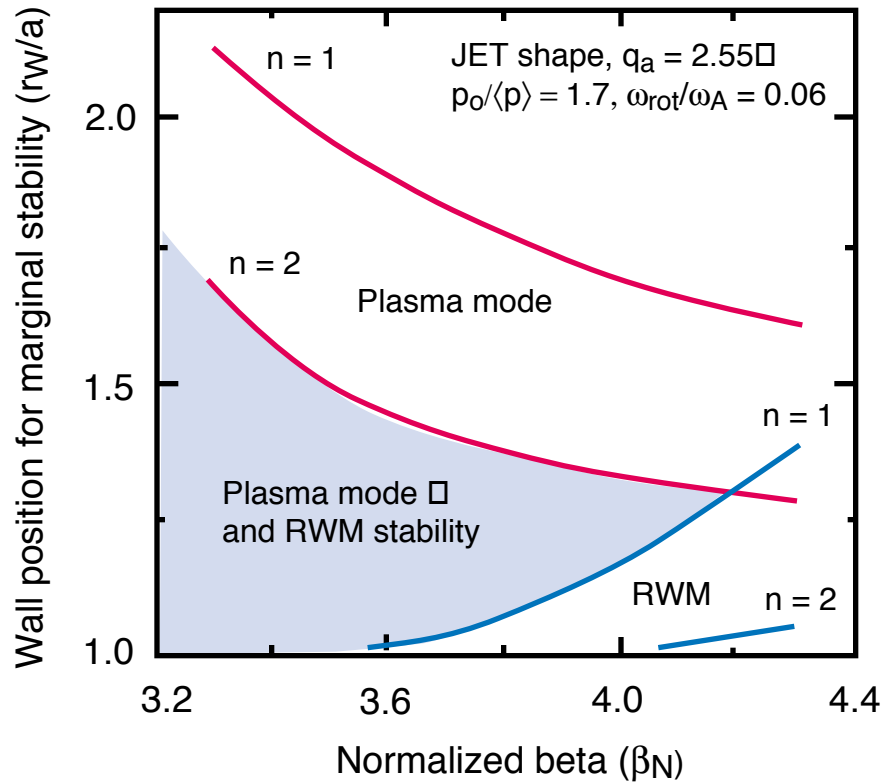 Wall position for marginal stability (rw/a)
2.0
1.5
1.0
n = 1
JET shape, qₐ = 2.55□
pₒ/⟨p⟩ = 1.7, ω_rot/ω_A = 0.06
n = 2
Plasma mode
n = 1
Plasma mode □
and RWM stability
RWM
n = 2
3.2
3.6
4.0
4.4
Normalized beta (β_N)